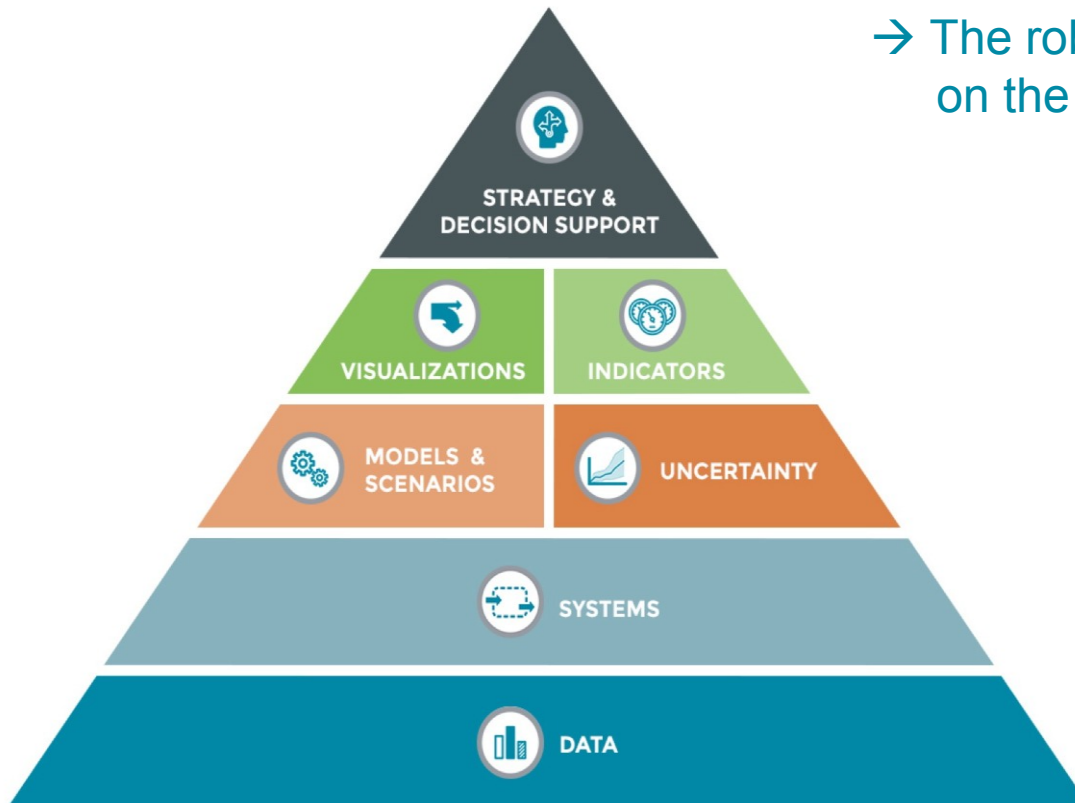 → The rol
on the
STRATEGY &
DECISION SUPPORT
VISUALIZATIONS
INDICATORS
MODELS &
SCENARIOS
UNCERTAINTY
SYSTEMS
DATA